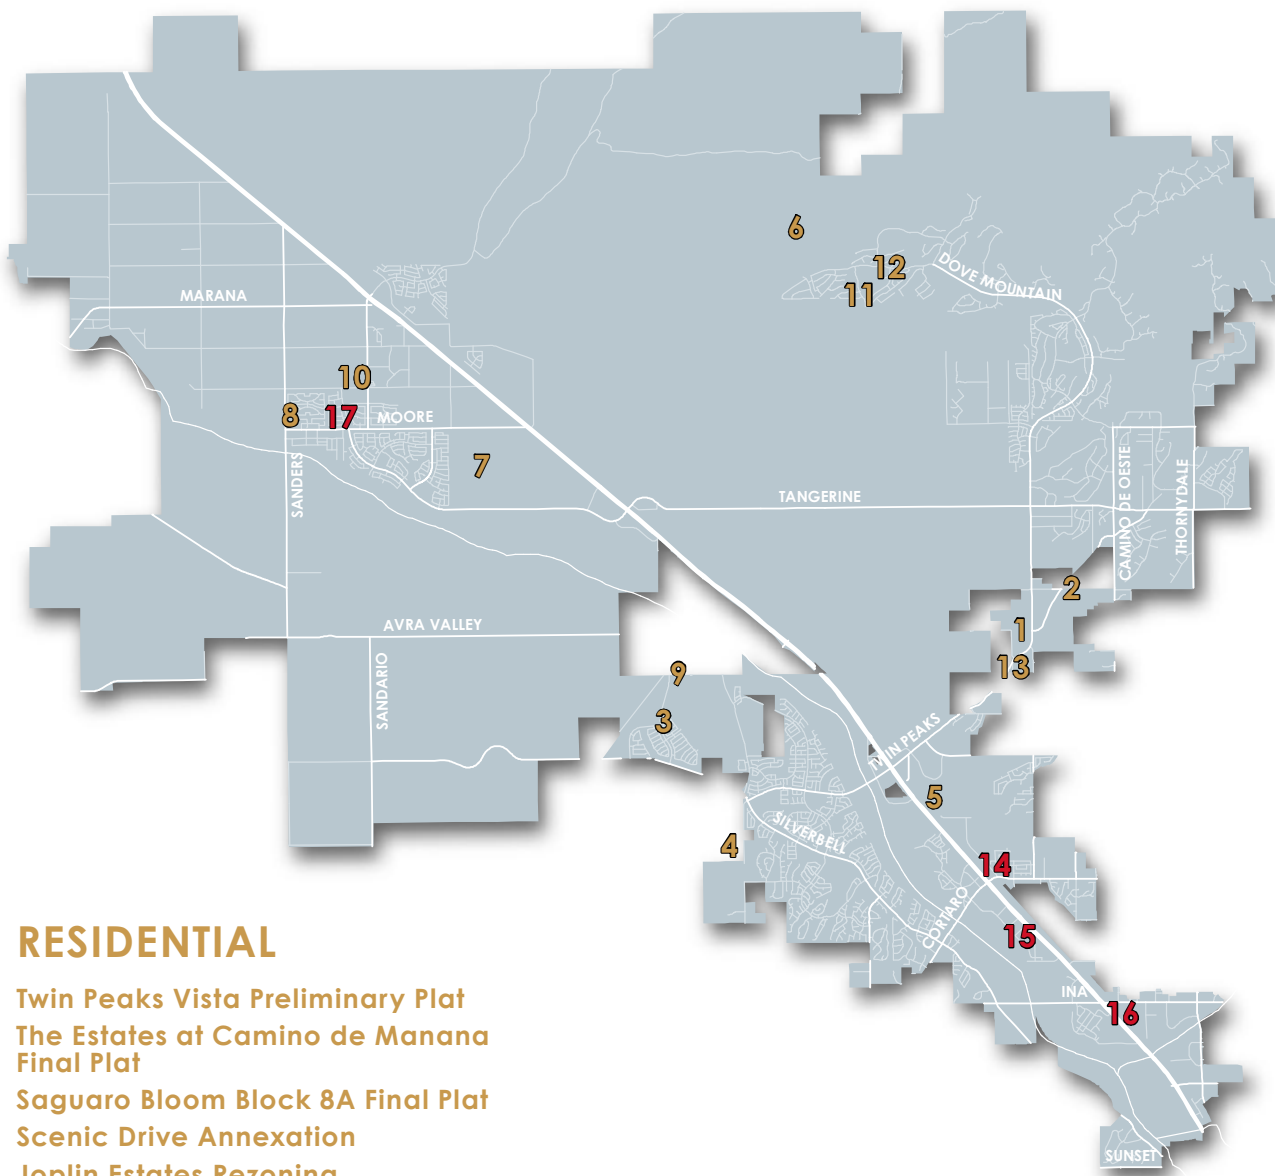 6
12
DOVE MOUNTAIN
11
MARANA
10
8
17
MOORE
7
SANDERS
TANGERINE
CAMINO DE OESTE
THORNYDALE
2
1
AVRA VALLEY
13
SANDARIO
9
3
TWIN PEAKS
5
SILVERBELL
4
14
CORTARO
15
INA
16
SUNSET
RESIDENTIAL
Twin Peaks Vista Preliminary Plat
The Estates at Camino de Manana
Final Plat
Saguaro Bloom Block 8A Final Plat
Scenic Drive Annexation
Joplin Estates Rezoning